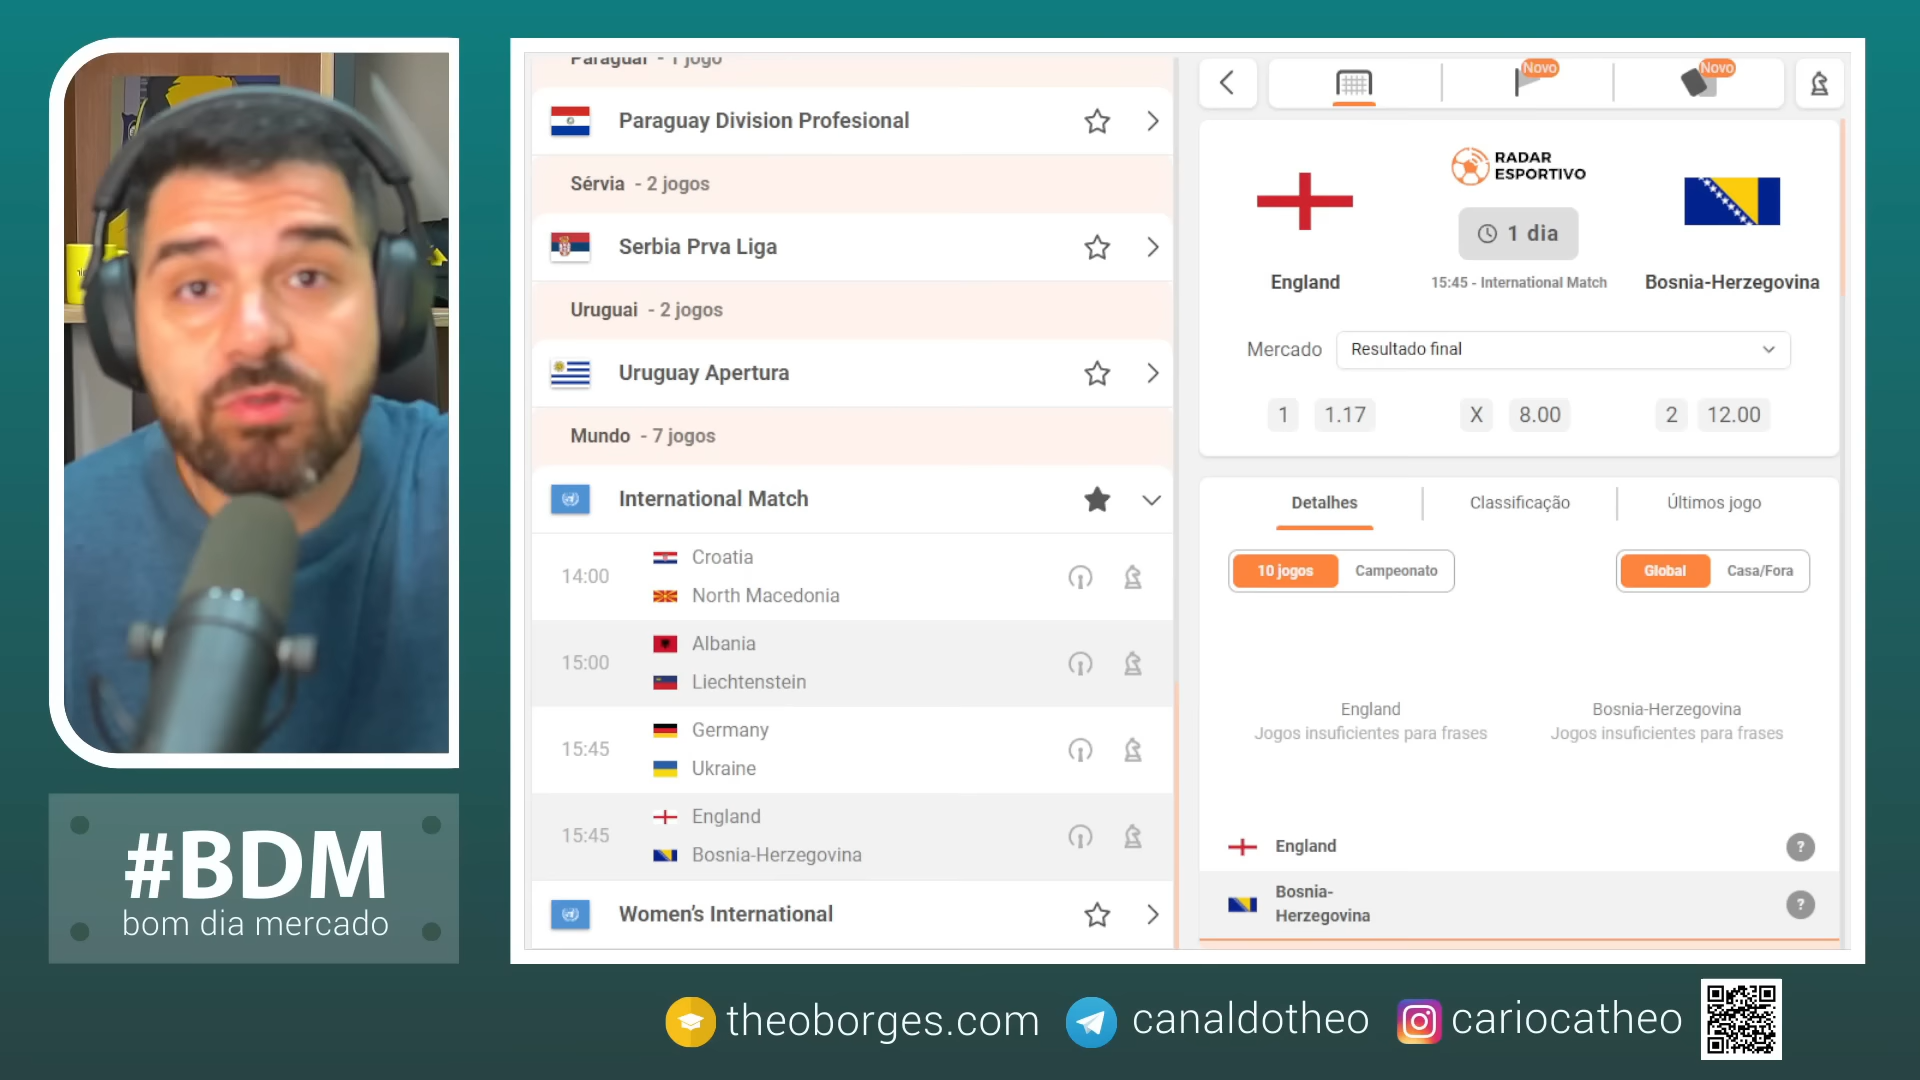 #BDM
bom dia mercado
Paraguai - 1 jogo
Paraguay Division Profesional
Sérvia - 2 jogos
Serbia Prva Liga
Uruguai - 2 jogos
Uruguay Apertura
Mundo - 7 jogos
International Match
14:00
Croatia
North Macedonia
15:00
Albania
Liechtenstein
15:45
Germany
Ukraine
15:45
England
Bosnia-Herzegovina
Women's International
Novo
Novo
RADAR
ESPORTIVO
1 dia
England
15:45 - International Match
Bosnia-Herzegovina
Mercado
Resultado final
1 1.17 X 8.00 2 12.00
Detalhes
Classificação
Últimos jogo
10 jogos
Campeonato
Global
Casa/Fora
England
Jogos insuficientes para frases
Bosnia-Herzegovina
Jogos insuficientes para frases
England
?
Bosnia-
Herzegovina
?
theoborges.com
canaldotheo
cariocatheo